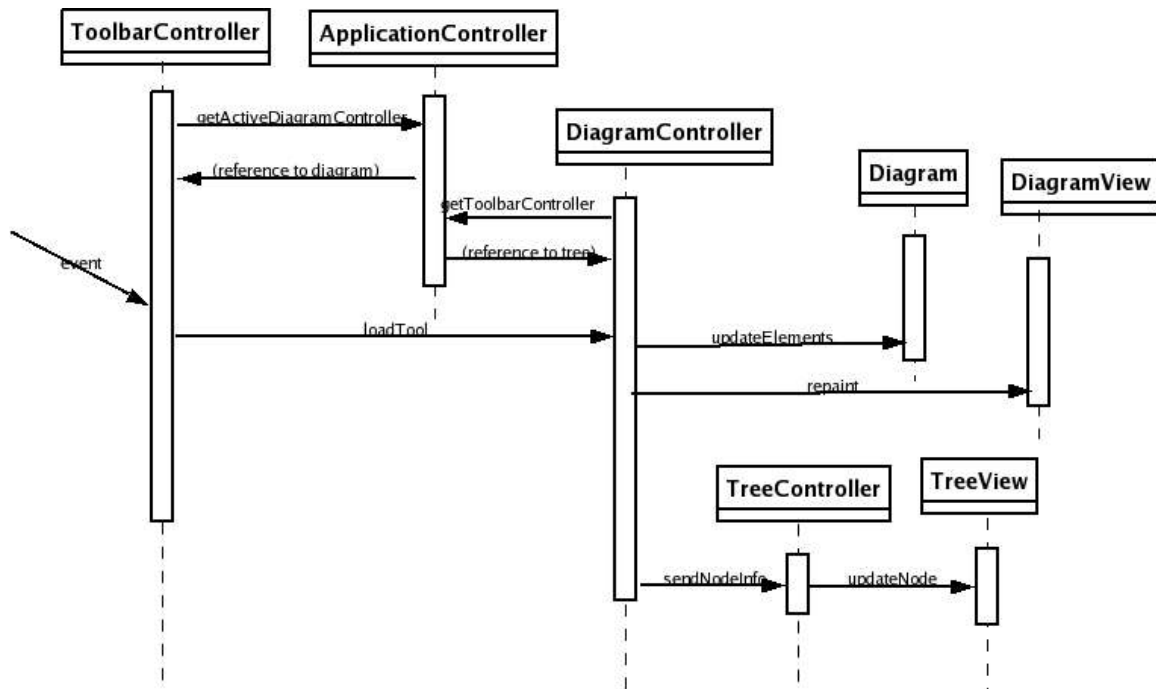 ToolbarController
ApplicationController
getActiveDiagramController
DiagramController
(reference to diagram)
Diagram
DiagramView
getToolbarController
(reference to tree)
event
loadTool
updateElements
repaint
TreeController
TreeView
sendNodeInfo
updateNode